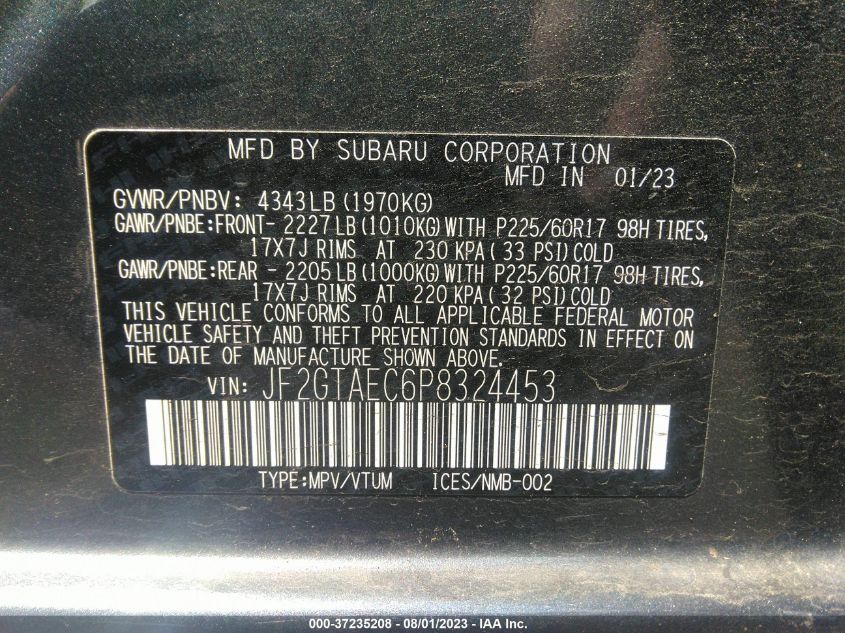 MFD BY SUBARU CORPORATION
MFD IN 01/23
GVWR/PNBV: 4343LB (1970KG)
GAWR/PNBE:FRONT- 2227LB(1010KG)WITH P225/60R17 98H TIRES,
17X7J RIMS AT 230KPA(33 PSI)COLD
GAWR/PNBE:REAR - 2205LB(1000KG)WITH P225/60R17 98H TIRES,
17X7J RIMS AT 220KPA(32 PSI)COLD
THIS VEHICLE CONFORMS TO ALL APPLICABLE FEDERAL MOTOR
VEHICLE SAFETY AND THEFT PREVENTION STANDARDS IN EFFECT ON
THE DATE OF MANUFACTURE SHOWN ABOVE.
VIN: JF2GTAEC6P8324453
TYPE:MPV/VTUM ICES/NMB-002
000-37235208 - 08/01/2023 - IAA Inc.